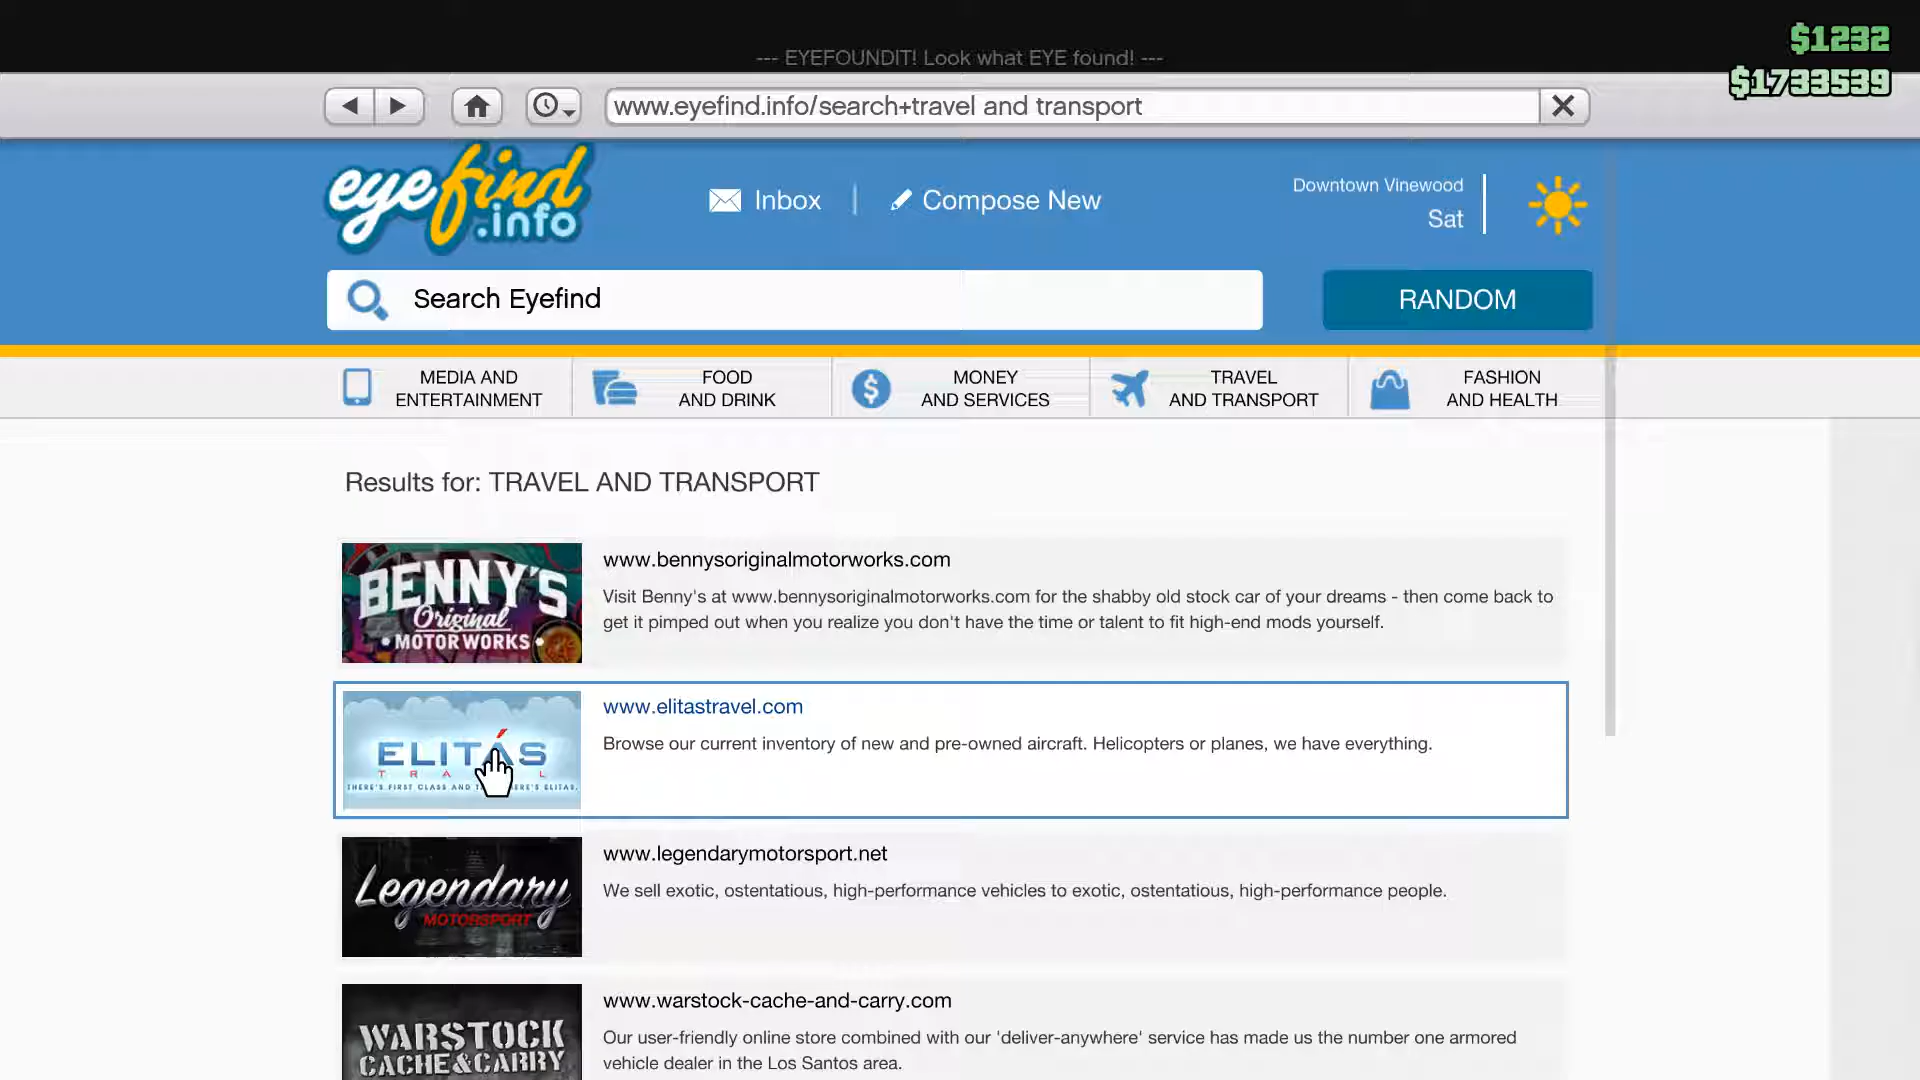 $1232
--- EYEFOUNDIT! Look what EYE found! ---
$1733539
www.eyefind.info/search+travel and transport
eyefind.info
Inbox
Compose New
Downtown Vinewood
Sat
Search Eyefind
RANDOM
MEDIA AND
ENTERTAINMENT
FOOD
AND DRINK
MONEY
AND SERVICES
TRAVEL
AND TRANSPORT
FASHION
AND HEALTH
Results for: TRAVEL AND TRANSPORT
BENNY'S
Original
MOTOR WORKS
www.bennysoriginalmotorworks.com
Visit Benny's at www.bennysoriginalmotorworks.com for the shabby old stock car of your dreams - then come back to
get it pimped out when you realize you don't have the time or talent to fit high-end mods yourself.
ELITÁS
THERE'S FIRST CLASS AND ELITAS.
www.elitastravel.com
Browse our current inventory of new and pre-owned aircraft. Helicopters or planes, we have everything.
Legendary
MOTORSPORT
www.legendarymotorsport.net
We sell exotic, ostentatious, high-performance vehicles to exotic, ostentatious, high-performance people.
WARSTOCK
CACHE&CARRY
www.warstock-cache-and-carry.com
Our user-friendly online store combined with our 'deliver-anywhere' service has made us the number one armored
vehicle dealer in the Los Santos area.